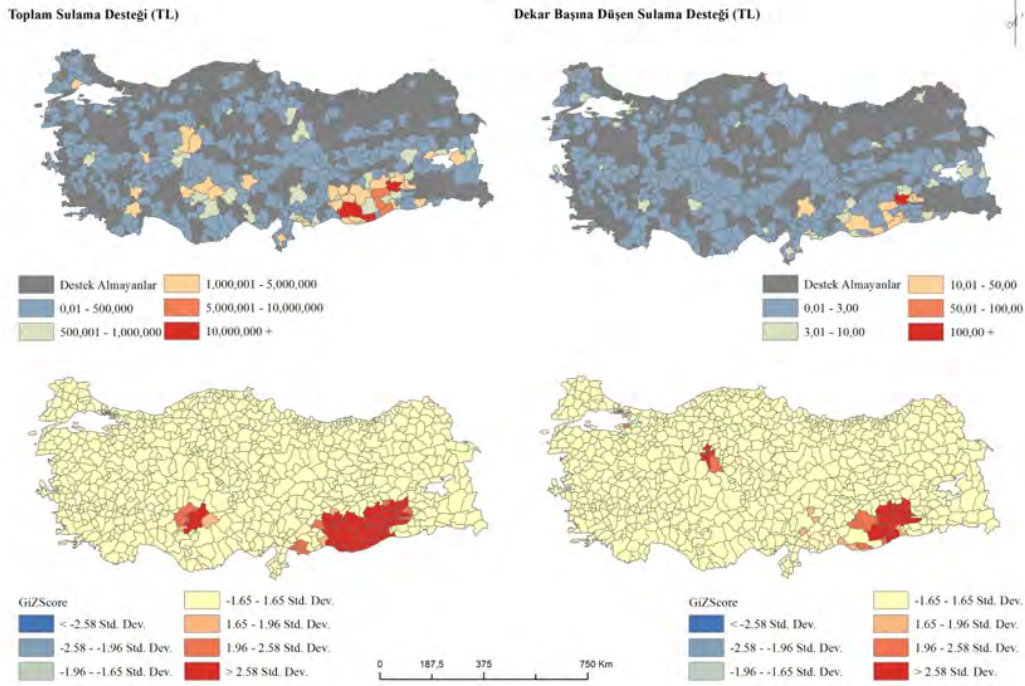 Toplam Sulama Desteği (TL)
Dekar Başına Düşen Sulama Desteği (TL)
Destek Almayanlar
0,01 - 500,000
500,001 - 1,000,000
1,000,001 - 5,000,000
5,000,001 - 10,000,000
10,000,000 +
Destek Almayanlar
0,01 - 3,00
3,01 - 10,00
10,01 - 50,00
50,01 - 100,00
100,00 +
GiZScore
< -2.58 Std. Dev.
-2.58 - -1.96 Std. Dev.
-1.96 - -1.65 Std. Dev.
-1.65 - 1.65 Std. Dev.
1.65 - 1.96 Std. Dev.
1.96 - 2.58 Std. Dev.
> 2.58 Std. Dev.
0 187,5 375 750 Km
GiZScore
< -2.58 Std. Dev.
-2.58 - -1.96 Std. Dev.
-1.96 - -1.65 Std. Dev.
-1.65 - 1.65 Std. Dev.
1.65 - 1.96 Std. Dev.
1.96 - 2.58 Std. Dev.
> 2.58 Std. Dev.